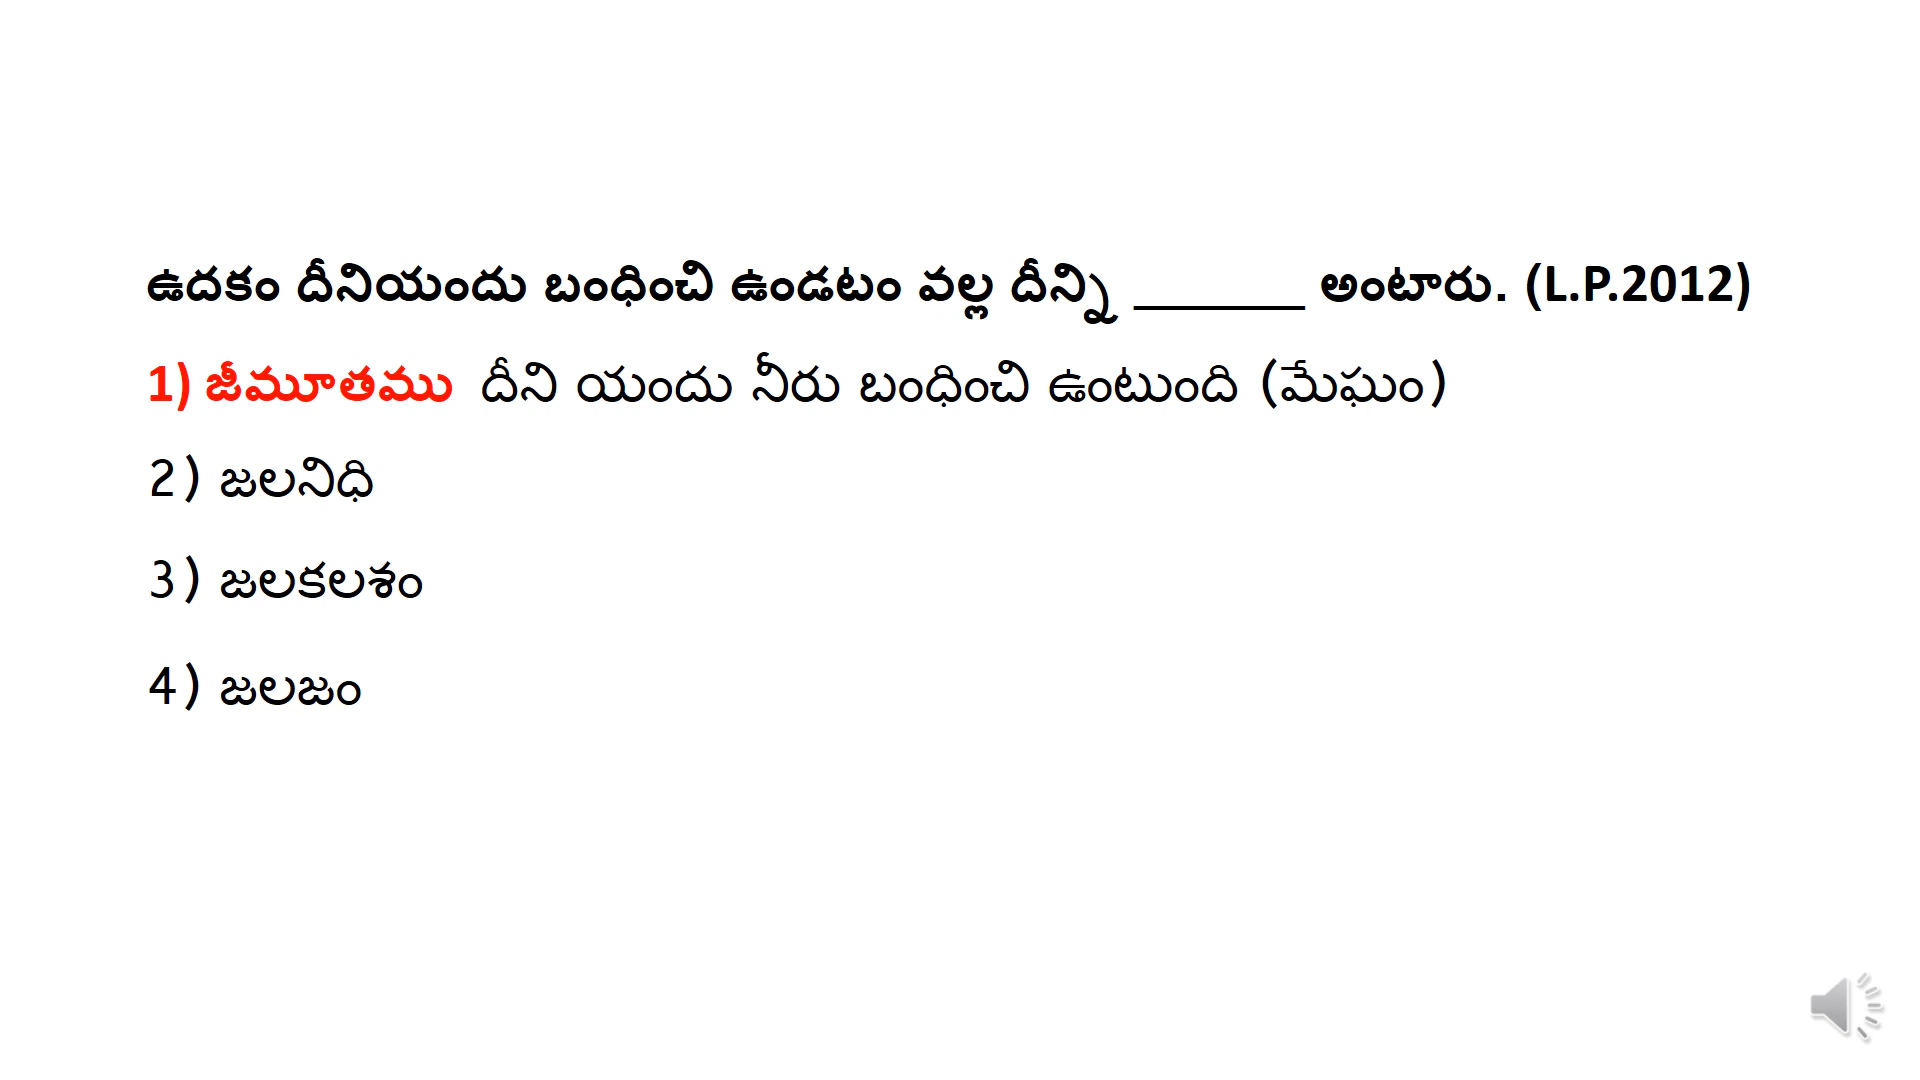 ఉదకం దీనియందు బంధించి ఉండటం వల్ల దీన్ని ______ అంటారు. (L.P.2012)
1) జీమూతము దీని యందు నీరు బంధించి ఉంటుంది (మేఘం)
2) జలనిధి
3) జలకలశం
4) జలజం